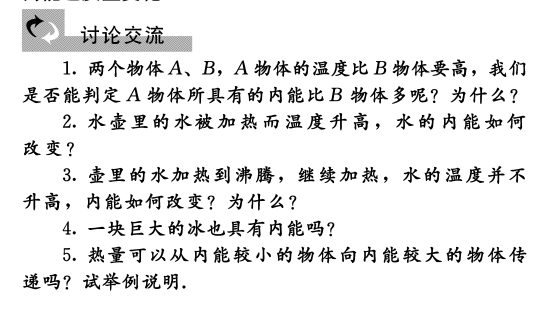 讨论交流
1. 两个物体 A、B，A 物体的温度比 B 物体要高，我们
是否能判定 A 物体所具有的内能比 B 物体多呢？为什么？
2. 水壶里的水被加热而温度升高，水的内能如何
改变？
3. 壶里的水加热到沸腾，继续加热，水的温度并不
升高，内能如何改变？为什么？
4. 一块巨大的冰也具有内能吗？
5. 热量可以从内能较小的物体向内能较大的物体传
递吗？试举例说明．